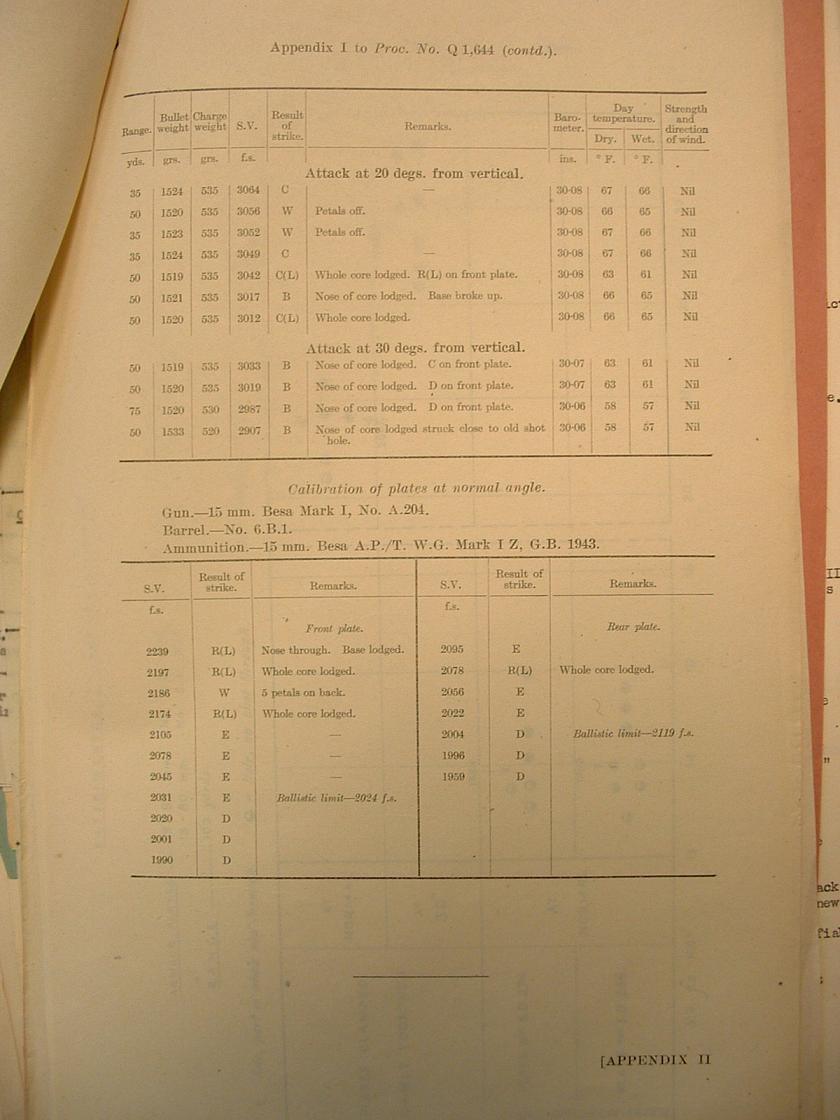 Appendix I to Proc. No. Q 1,644 (contd.).
Range. Bullet weight Charge weight S.V. Result of strike. Remarks. Baro-meter. Day temperature. Dry. Wet. Strength and direction of wind.
yds. grs. grs. f.s. ins. ° F. ° F.
Attack at 20 degs. from vertical.
35 1524 535 3064 C — 30·08 67 66 Nil
50 1520 535 3056 W Petals off. 30·08 66 65 Nil
35 1523 535 3052 W Petals off. 30·08 67 66 Nil
35 1524 535 3049 C — 30·08 67 66 Nil
50 1519 535 3042 C(L) Whole core lodged. R(L) on front plate. 30·08 63 61 Nil
50 1521 535 3017 B Nose of core lodged. Base broke up. 30·08 66 65 Nil
50 1520 535 3012 C(L) Whole core lodged. 30·08 66 65 Nil
Attack at 30 degs. from vertical.
50 1519 535 3033 B Nose of core lodged. C on front plate. 30·07 63 61 Nil
50 1520 535 3019 B Nose of core lodged. D on front plate. 30·07 63 61 Nil
75 1520 530 2987 B Nose of core lodged. D on front plate. 30·06 58 57 Nil
50 1533 520 2907 B Nose of core lodged struck close to old shot 30·06 58 57 Nil
hole.
Calibration of plates at normal angle.
Gun.—15 mm. Besa Mark I, No. A.204.
Barrel.—No. 6.B.1.
Ammunition.—15 mm. Besa A.P./T. W.G. Mark I Z, G.B. 1943.
S.V. Result of strike. Remarks. S.V. Result of strike. Remarks.
f.s. f.s.
Front plate. Rear plate.
2239 R(L) Nose through. Base lodged. 2095 E
2197 R(L) Whole core lodged. 2078 R(L) Whole core lodged.
2186 W 5 petals on back. 2056 E
2174 R(L) Whole core lodged. 2022 E
2105 E — 2004 D Ballistic limit—2119 f.s.
2078 E — 1996 D
2045 E — 1959 D
2031 E Ballistic limit—2024 f.s.
2020 D
2001 D
1990 D
[APPENDIX II